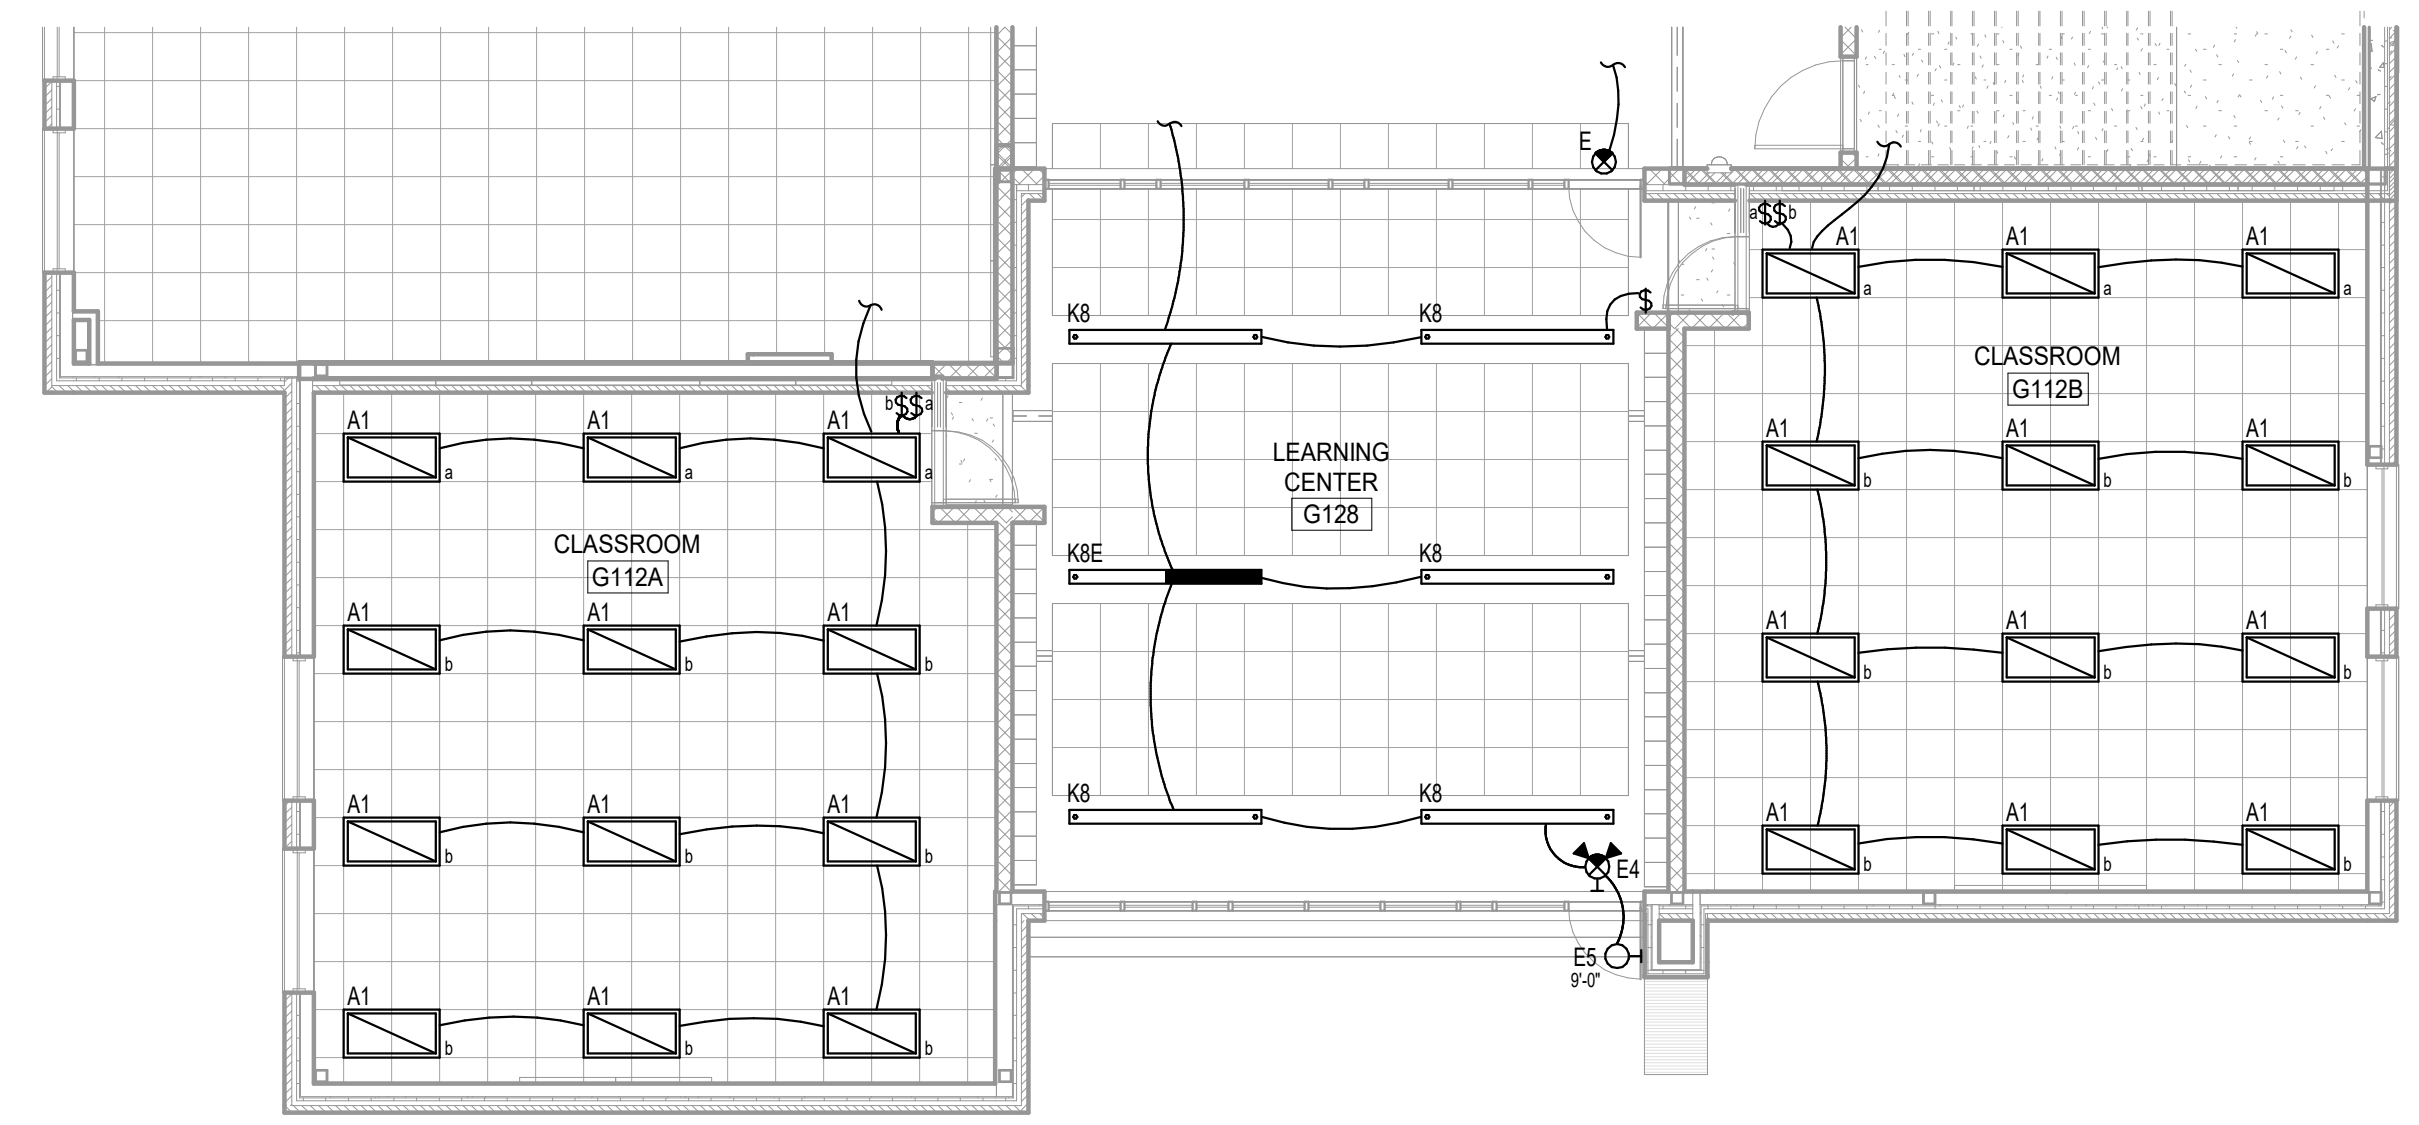 E
a$$b
A1 A1 A1
a a a
K8 K8
$
CLASSROOM
G112B
b$$a
A1 A1 A1
a a a
A1 A1 A1
b b b
LEARNING
CENTER
G128
CLASSROOM
G112A
K8E K8
A1 A1 A1
b b b
A1 A1 A1
b b b
K8 K8
A1 A1 A1
b b b
A1 A1 A1
b b b
E4
E5
9'-0"
A1 A1 A1
b b b